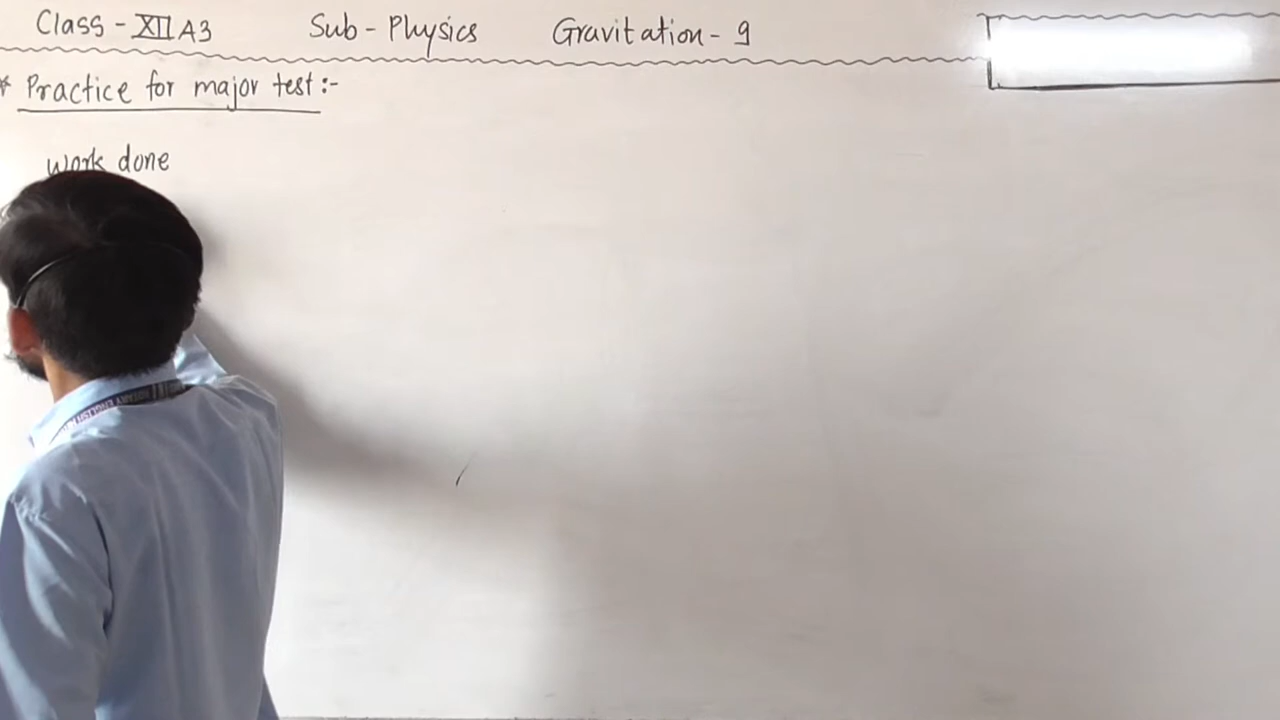 Class - XII A3 Sub - Physics Gravitation - 9
* Practice for major test :-
work done